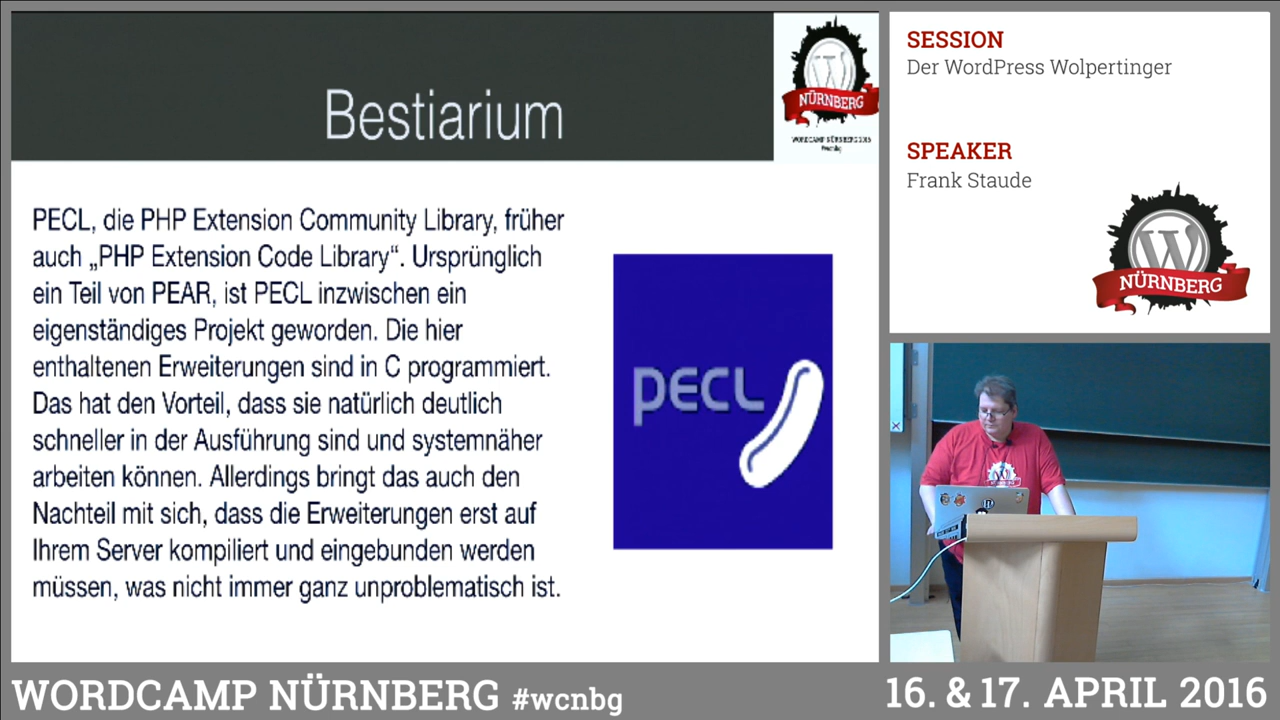 Bestiarium
NÜRNBERG
WORDCAMP NÜRNBERG 2016
#wcnbg
PECL, die PHP Extension Community Library, früher
auch „PHP Extension Code Library“. Ursprünglich
ein Teil von PEAR, ist PECL inzwischen ein
eigenständiges Projekt geworden. Die hier
enthaltenen Erweiterungen sind in C programmiert.
Das hat den Vorteil, dass sie natürlich deutlich
schneller in der Ausführung sind und systemnäher
arbeiten können. Allerdings bringt das auch den
Nachteil mit sich, dass die Erweiterungen erst auf
Ihrem Server kompiliert und eingebunden werden
müssen, was nicht immer ganz unproblematisch ist.
PECL
SESSION
Der WordPress Wolpertinger
SPEAKER
Frank Staude
W
NÜRNBERG
WORDCAMP NÜRNBERG #wcnbg
16. & 17. APRIL 2016